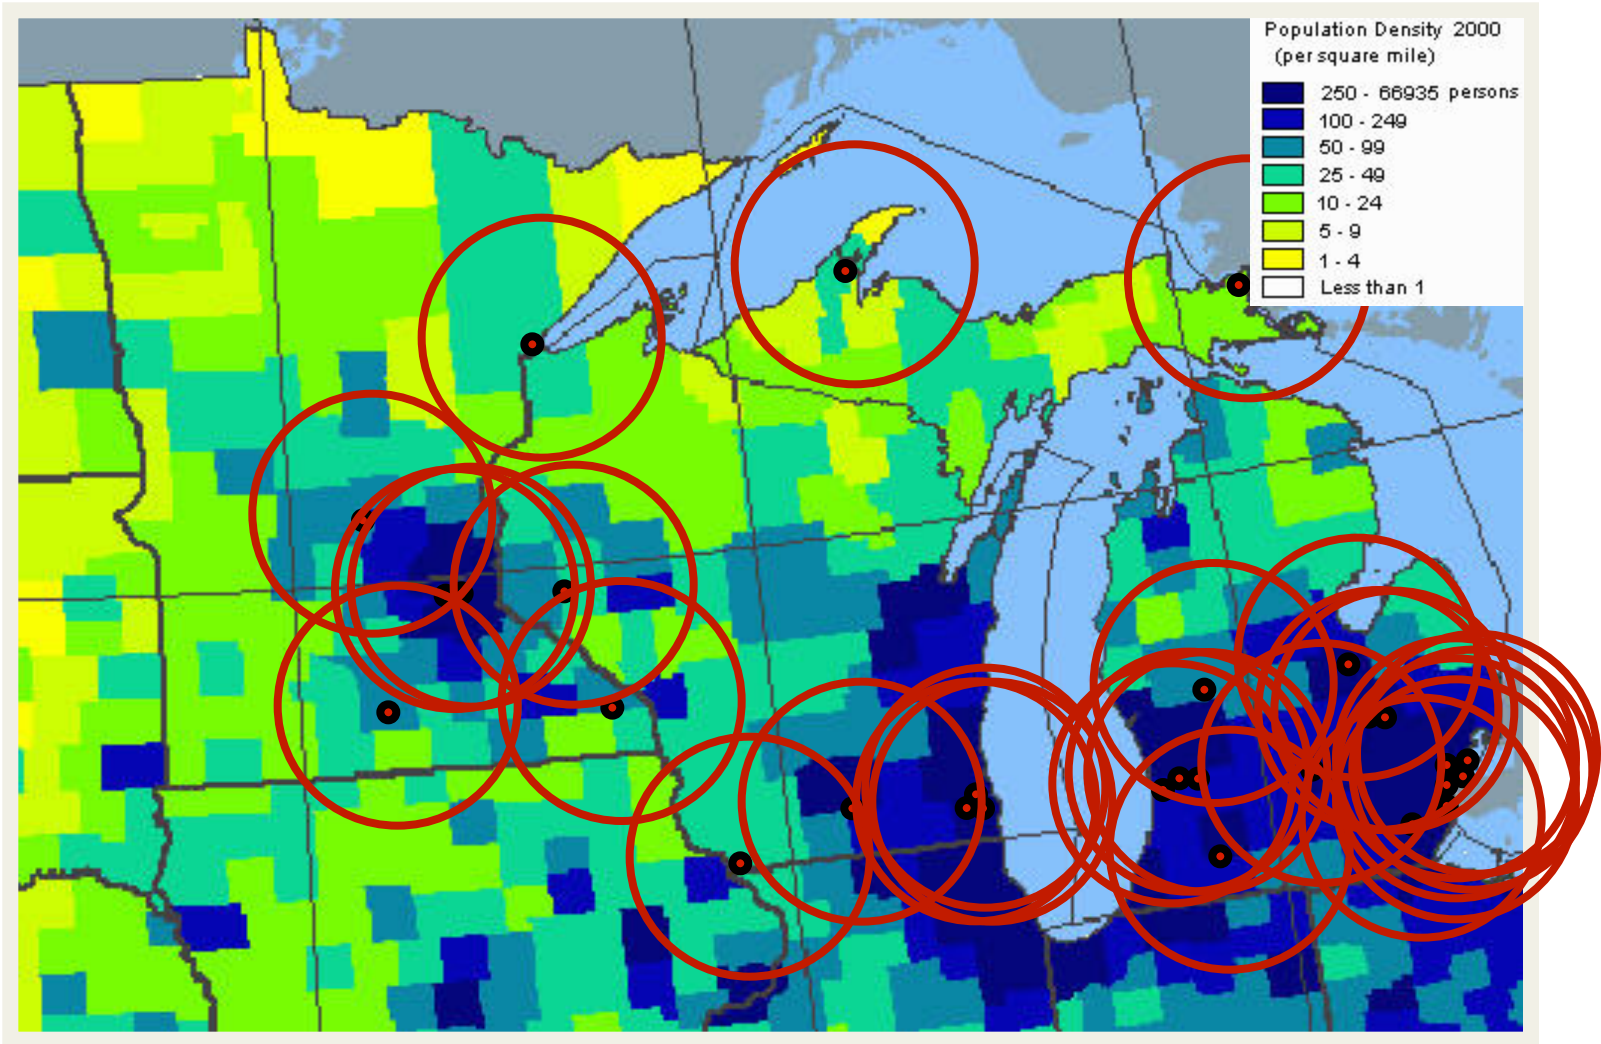 Population Density 2000
(per square mile)
250 - 66935 persons
100 - 249
50 - 99
25 - 49
10 - 24
5 - 9
1 - 4
Less than 1